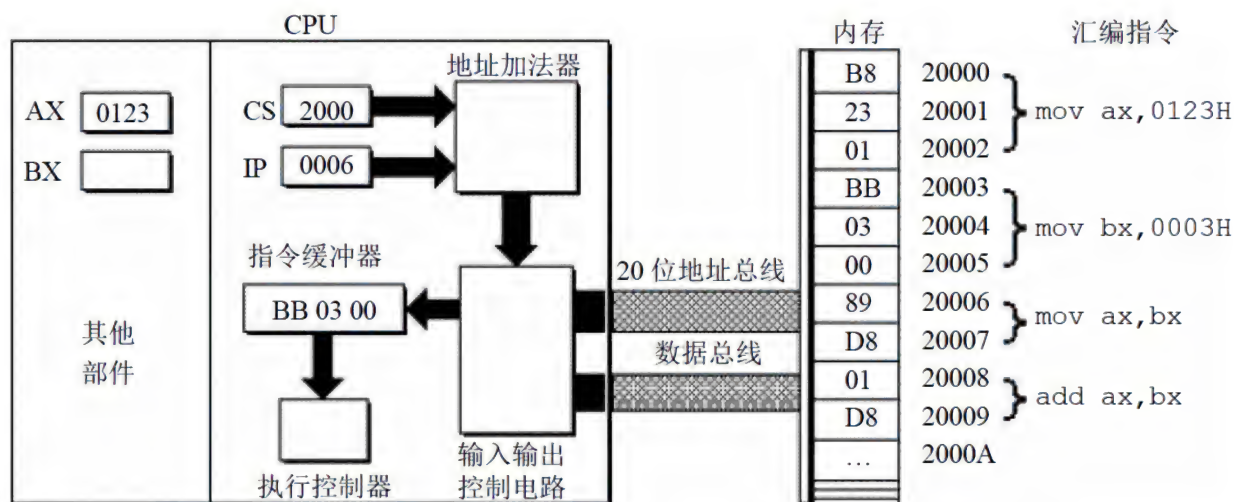 CPU
内存
汇编指令
AX 0123
BX
其他
部件
CS 2000
IP 0006
地址加法器
指令缓冲器
BB 03 00
执行控制器
输入输出
控制电路
20 位地址总线
数据总线
B8 20000
23 20001 mov ax,0123H
01 20002
BB 20003
03 20004 mov bx,0003H
00 20005
89 20006
mov ax,bx
D8 20007
01 20008
add ax,bx
D8 20009
… 2000A